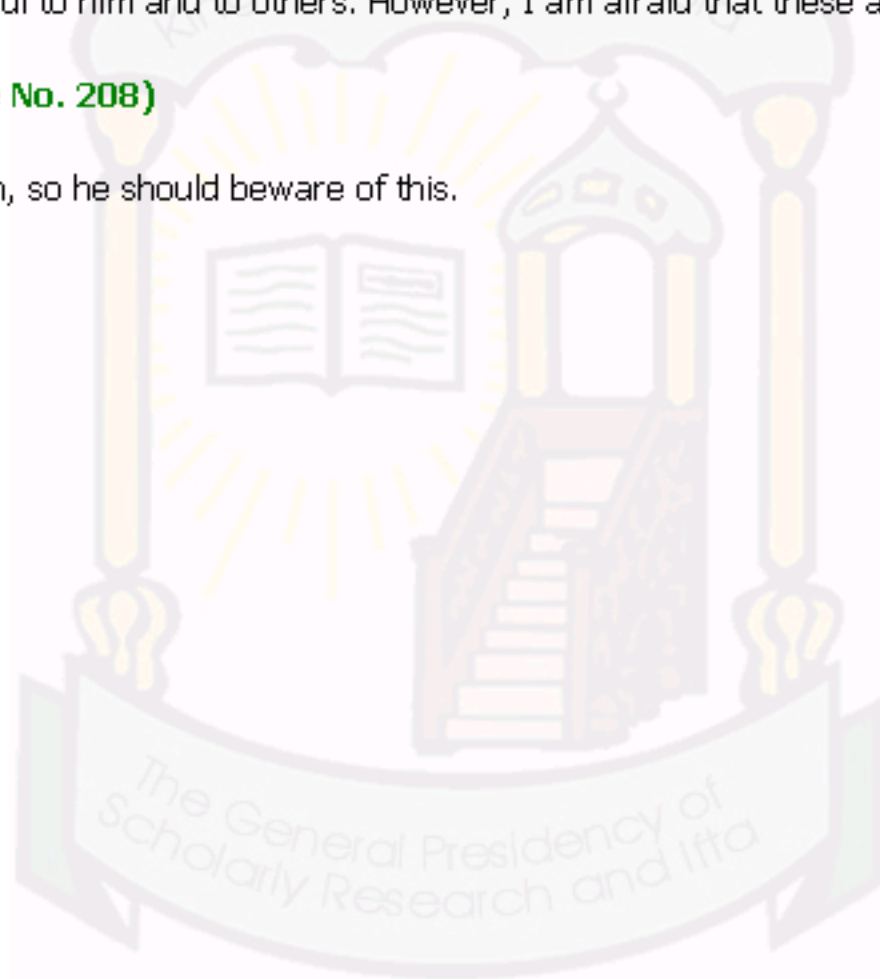 to him and to others. However, I am afraid that these
No. 208)
, so he should beware of this.
The General Presidency of
Scholarly Research and Ifta